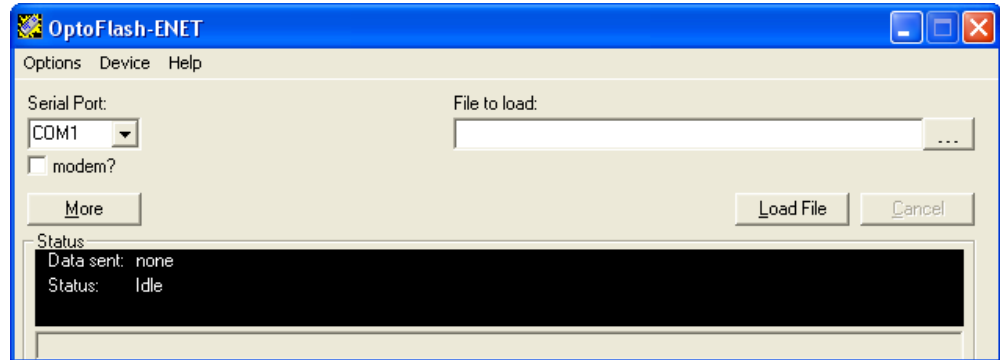 OptoFlash-ENET
Options Device Help
Serial Port: File to load:
COM1 ...
modem?
More Load File Cancel
Status
Data sent: none
Status: Idle